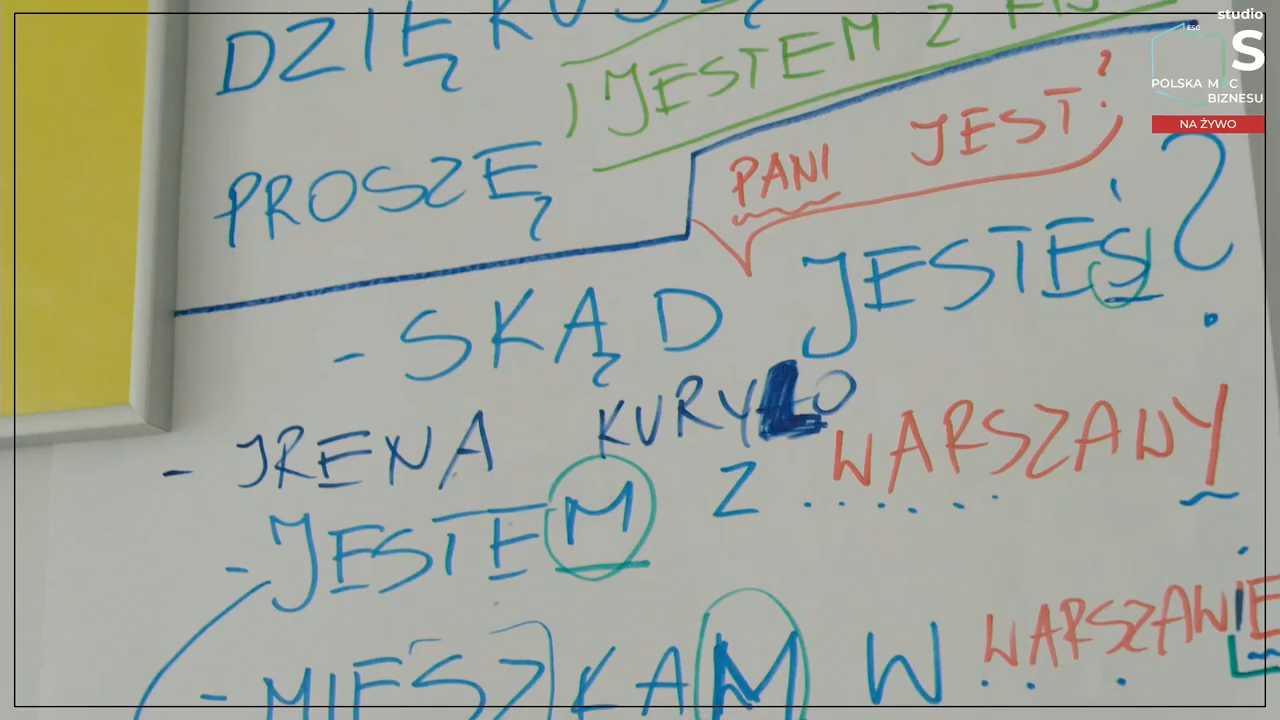 DZIĘKUJĘ
I JESTEM Z
PROSZĘ
PANI JEST?
- SKĄD JESTEŚ?
- IRENA KURYŁO
- JESTEM Z WARSZAWY
- MIESZKAM W WARSZAWIE
studio
ESG
S
POLSKA MOC
BIZNESU
NA ŻYWO